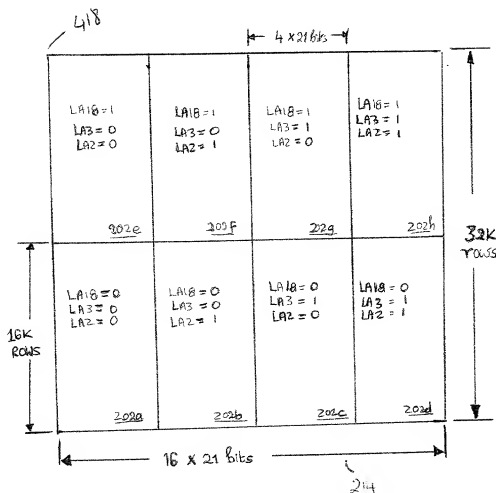 418
4 x 21 bits
LA18=1
LA3=0
LA2=0
202e
LA18=1
LA3=0
LA2=1
202f
LA18=1
LA3=1
LA2=0
202g
LA18=1
LA3=1
LA2=1
202h
32K
rows
16K
ROWS
LA18=0
LA3=0
LA2=0
202a
LA18=0
LA3=0
LA2=1
202b
LA18=0
LA3=1
LA2=0
202c
LA18=0
LA3=1
LA2=1
202d
16 x 21 bits
214